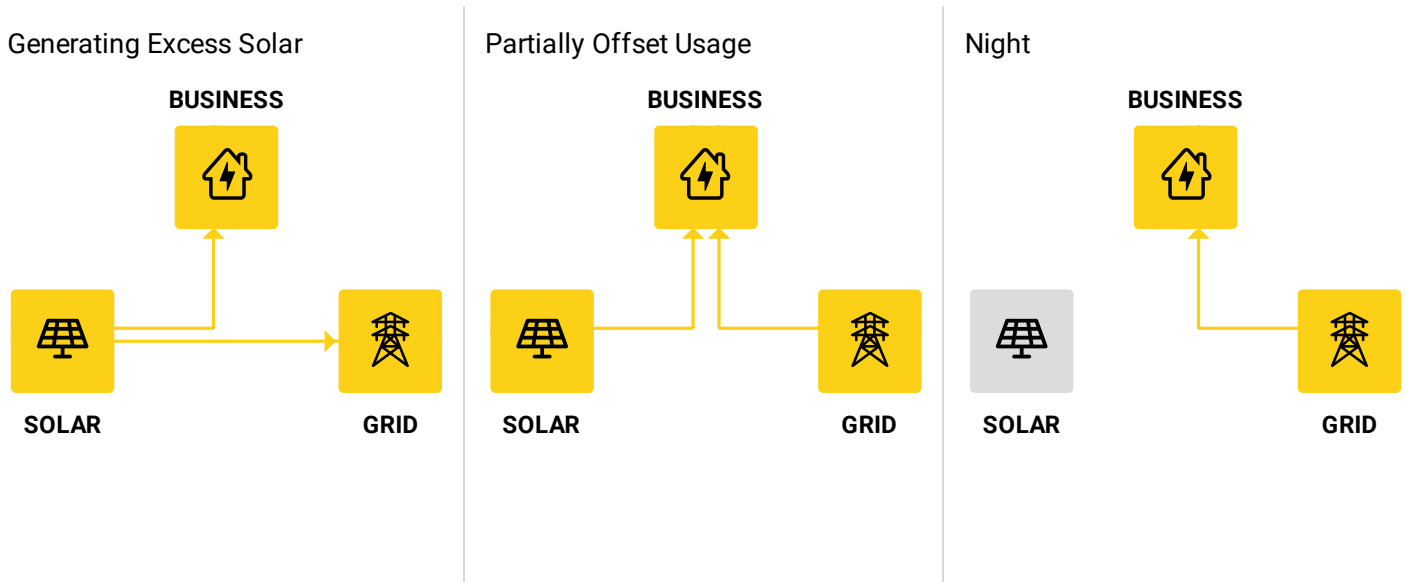 Generating Excess Solar
BUSINESS
SOLAR
GRID
Partially Offset Usage
BUSINESS
SOLAR
GRID
Night
BUSINESS
SOLAR
GRID